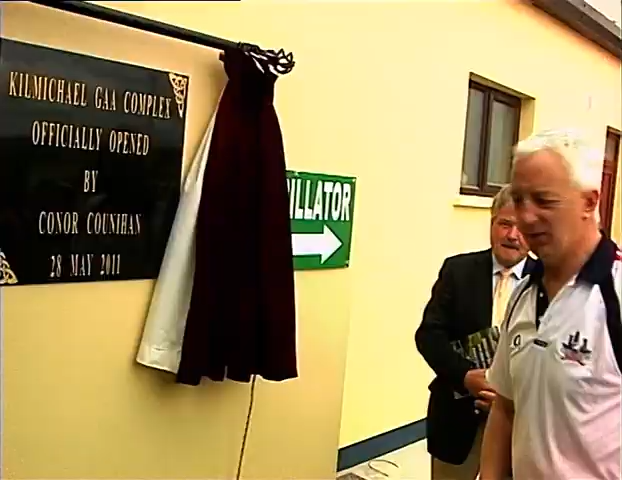 KILMICHAEL GAA COMPLEX
OFFICIALLY OPENED
BY
CONOR COUNIHAN
28 MAY 2011
ILLATOR